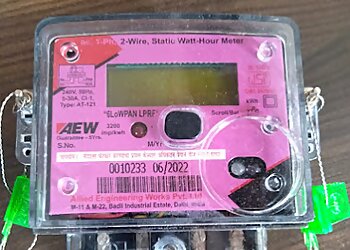 1-Ph, 2-Wire, Static Watt-Hour Meter
240V, 50Hz,
5-30A, Cl-1,
Type: AT-121
"6LoWPAN LPRF"
Scroll/
kWh
3200
imp/kwh
AEW
Guarantee - 5Yrs.
S.No.
M/Yr
0010233 06/2022
Allied Engineering Works Pvt. Ltd.
M-11 & M-22, Badli Industrial Estate, Delhi, India